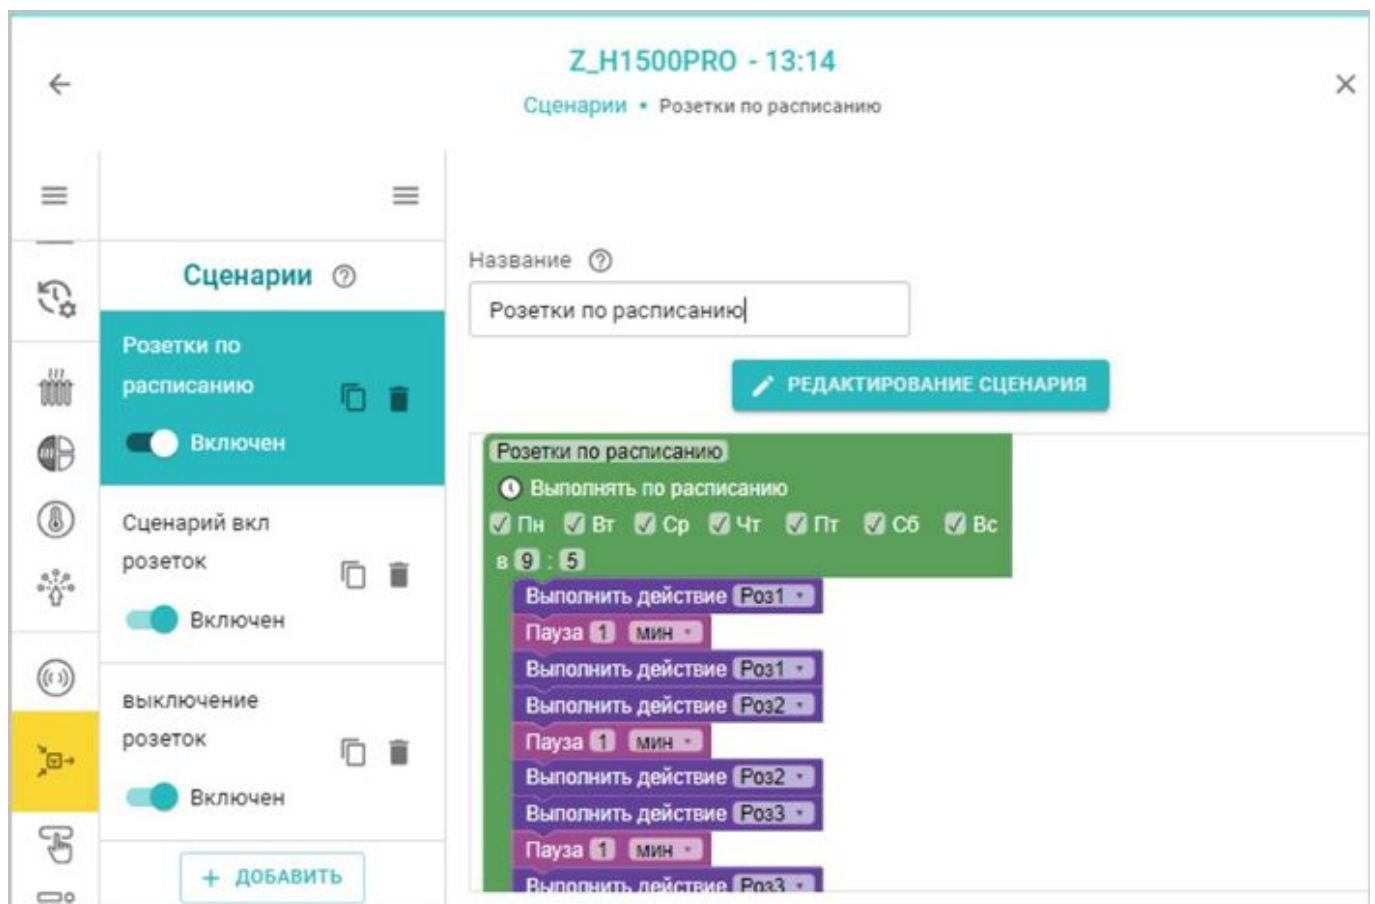 Z_H1500PRO - 13:14
Сценарии • Розетки по расписанию
Сценарии
Розетки по
расписанию
Включен
Сценарий вкл
розеток
Включен
выключение
розеток
Включен
+ ДОБАВИТЬ
Название
Розетки по расписанию
РЕДАКТИРОВАНИЕ СЦЕНАРИЯ
Розетки по расписанию
Выполнять по расписанию
Пн Вт Ср Чт Пт Сб Вс
в 9 : 5
Выполнить действие Роз1
Пауза 1 мин
Выполнить действие Роз1
Выполнить действие Роз2
Пауза 1 мин
Выполнить действие Роз2
Выполнить действие Роз3
Пауза 1 мин
Выполнить действие Роз3